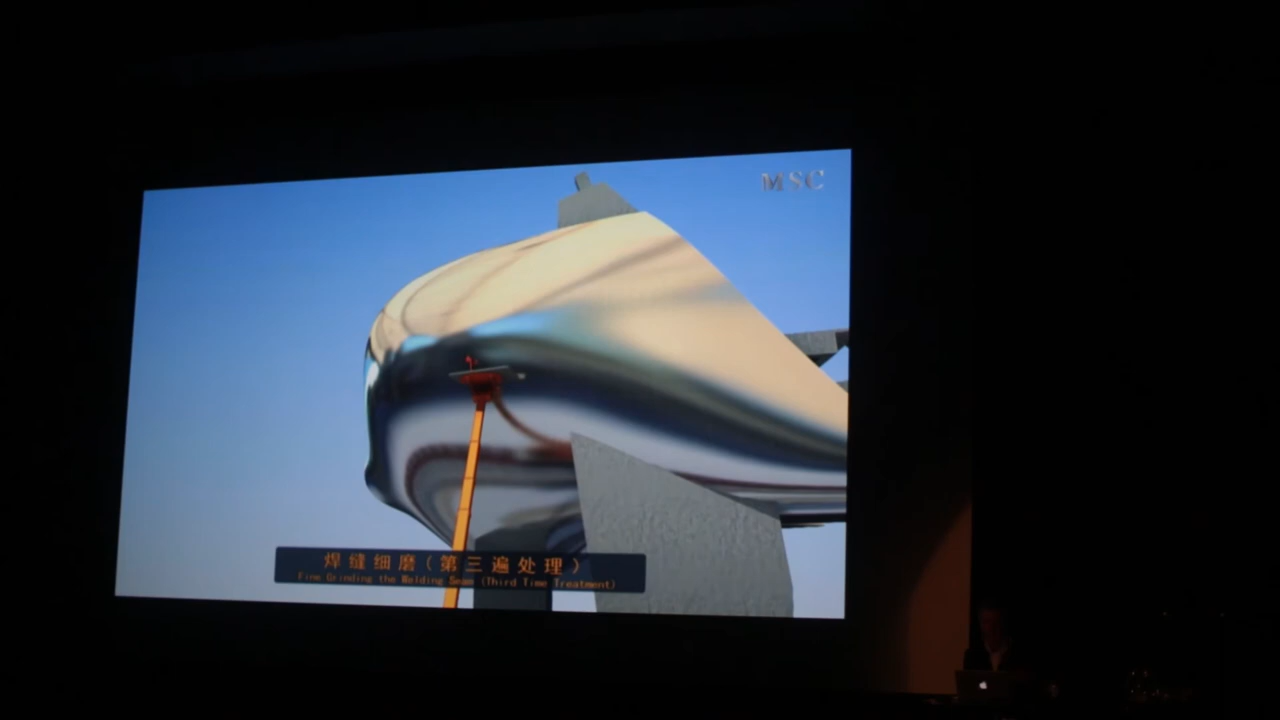 MSC
焊缝细磨(第三遍处理)
Fine Grinding the Welding Seam (Third Time Treatment)